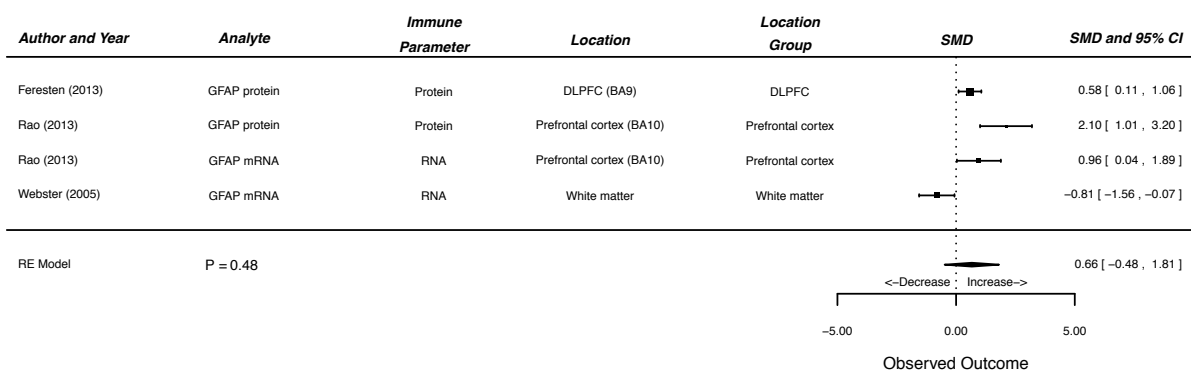 Author and Year Analyte Immune Parameter Location Location Group SMD SMD and 95% CI
Feresten (2013) GFAP protein Protein DLPFC (BA9) DLPFC 0.58 [ 0.11 , 1.06 ]
Rao (2013) GFAP protein Protein Prefrontal cortex (BA10) Prefrontal cortex 2.10 [ 1.01 , 3.20 ]
Rao (2013) GFAP mRNA RNA Prefrontal cortex (BA10) Prefrontal cortex 0.96 [ 0.04 , 1.89 ]
Webster (2005) GFAP mRNA RNA White matter White matter −0.81 [ −1.56 , −0.07 ]
RE Model P = 0.48 0.66 [ −0.48 , 1.81 ]
<−Decrease Increase−>
−5.00 0.00 5.00
Observed Outcome